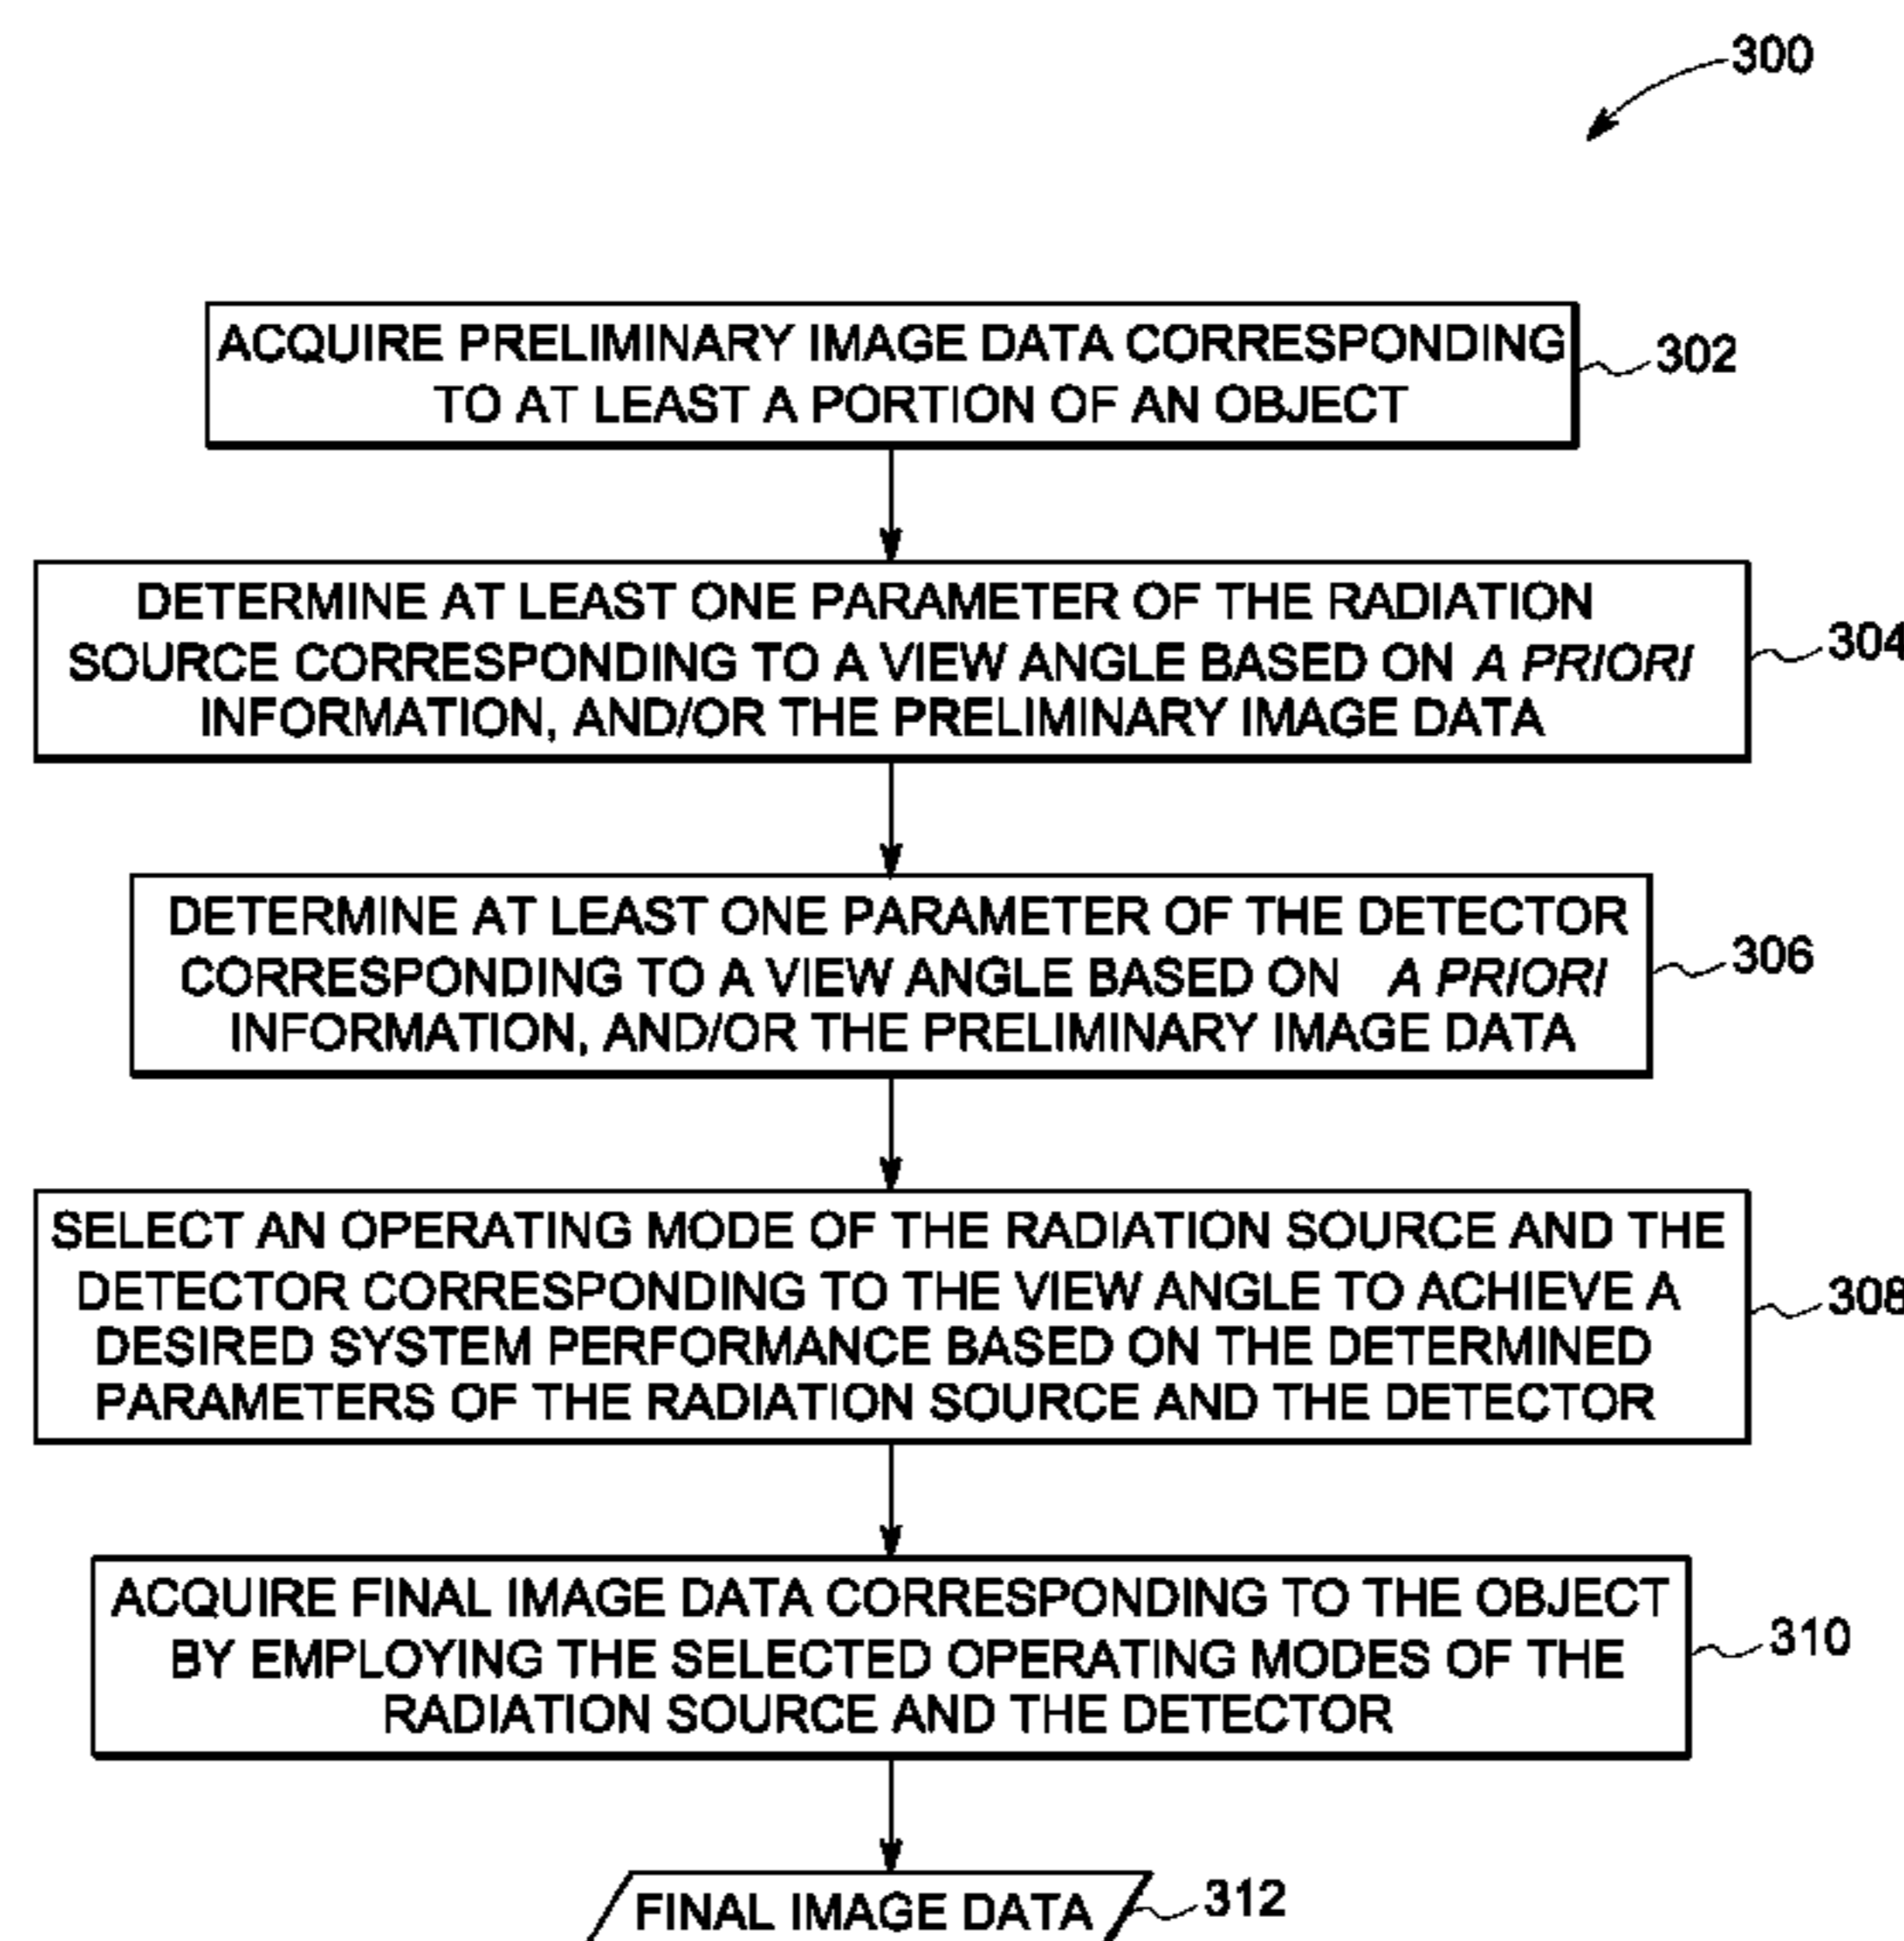 300
ACQUIRE PRELIMINARY IMAGE DATA CORRESPONDING
TO AT LEAST A PORTION OF AN OBJECT
302
DETERMINE AT LEAST ONE PARAMETER OF THE RADIATION
SOURCE CORRESPONDING TO A VIEW ANGLE BASED ON A PRIORI
INFORMATION, AND/OR THE PRELIMINARY IMAGE DATA
304
DETERMINE AT LEAST ONE PARAMETER OF THE DETECTOR
CORRESPONDING TO A VIEW ANGLE BASED ON A PRIORI
INFORMATION, AND/OR THE PRELIMINARY IMAGE DATA
306
SELECT AN OPERATING MODE OF THE RADIATION SOURCE AND THE
DETECTOR CORRESPONDING TO THE VIEW ANGLE TO ACHIEVE A
DESIRED SYSTEM PERFORMANCE BASED ON THE DETERMINED
PARAMETERS OF THE RADIATION SOURCE AND THE DETECTOR
308
ACQUIRE FINAL IMAGE DATA CORRESPONDING TO THE OBJECT
BY EMPLOYING THE SELECTED OPERATING MODES OF THE
RADIATION SOURCE AND THE DETECTOR
310
FINAL IMAGE DATA
312